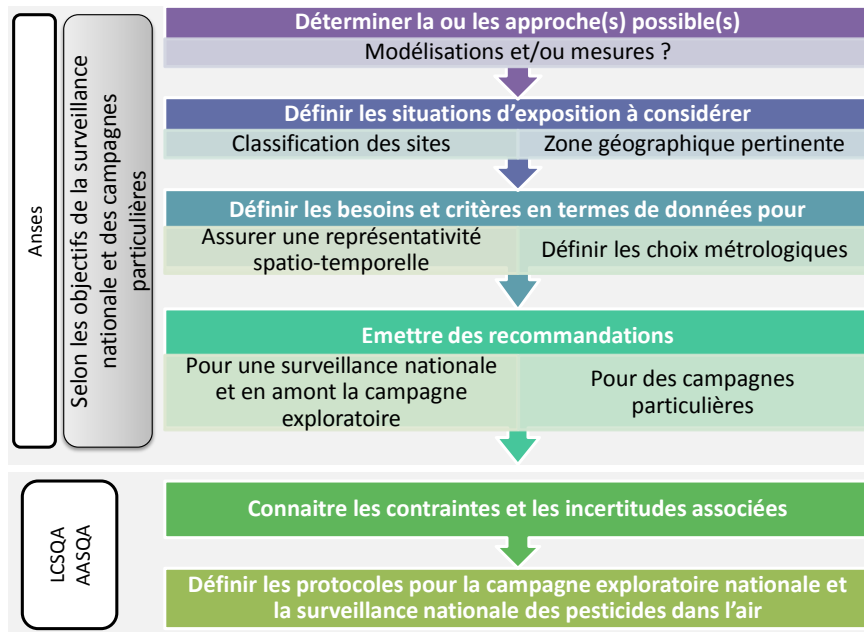 Anses
Selon les objectifs de la surveillance
nationale et des campagnes
particulières
Déterminer la ou les approche(s) possible(s)
Modélisations et/ou mesures ?
Définir les situations d'exposition à considérer
Classification des sites
Zone géographique pertinente
Définir les besoins et critères en termes de données pour
Assurer une représentativité
spatio-temporelle
Définir les choix métrologiques
Emettre des recommandations
Pour une surveillance nationale
et en amont la campagne
exploratoire
Pour des campagnes
particulières
LCSQA
AASQA
Connaitre les contraintes et les incertitudes associées
Définir les protocoles pour la campagne exploratoire nationale et
la surveillance nationale des pesticides dans l'air